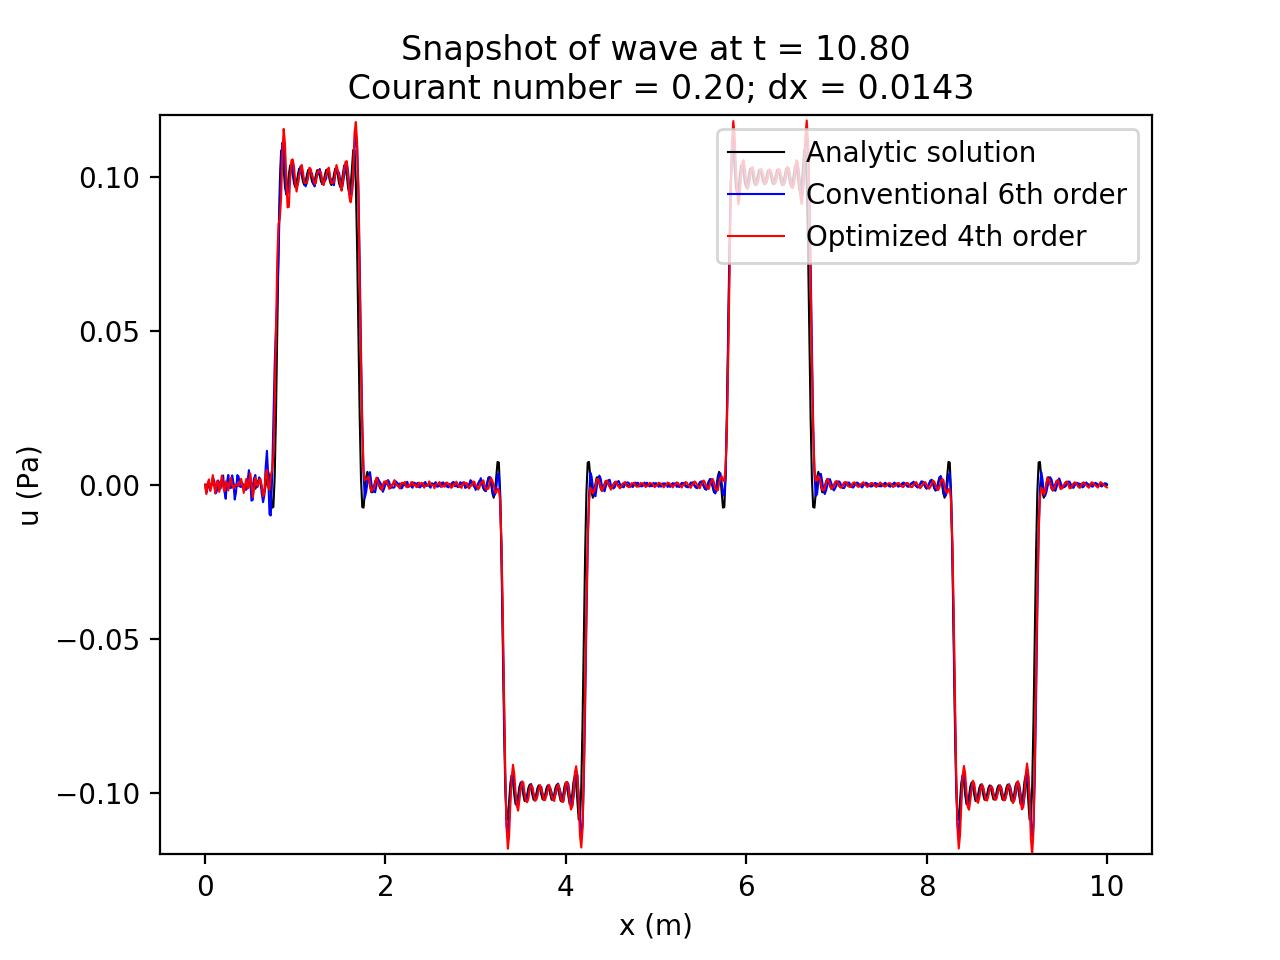 Snapshot of wave at t = 10.80
Courant number = 0.20; dx = 0.0143
Analytic solution
Conventional 6th order
Optimized 4th order
0.10
0.05
0.00
−0.05
−0.10
u (Pa)
0 2 4 6 8 10
x (m)